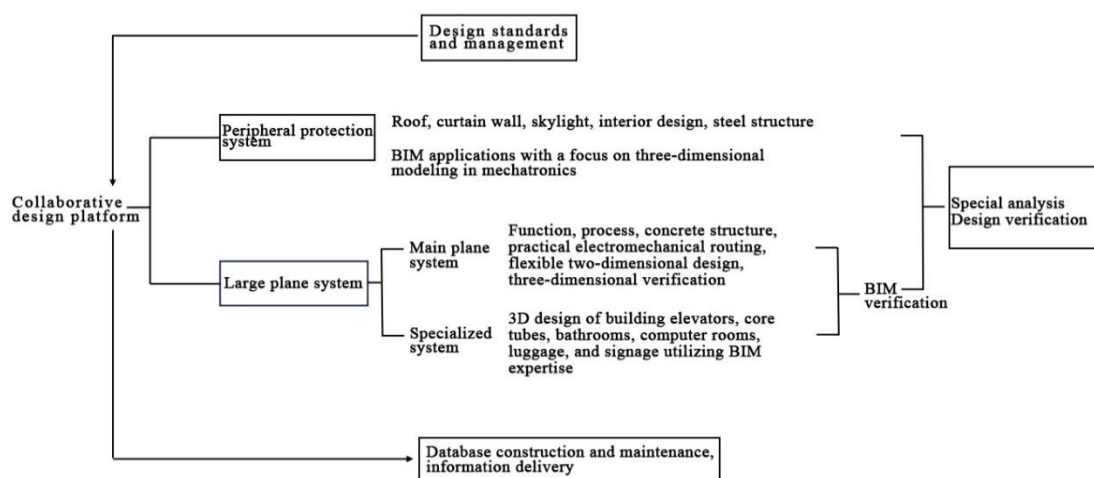 Design standards
and management
Peripheral protection
system
Roof, curtain wall, skylight, interior design, steel structure
BIM applications with a focus on three-dimensional
modeling in mechatronics
Collaborative
design platform
Special analysis
Design verification
Large plane system
Main plane
system
Function, process, concrete structure,
practical electromechanical routing,
flexible two-dimensional design,
three-dimensional verification
BIM
verification
Specialized
system
3D design of building elevators, core
tubes, bathrooms, computer rooms,
luggage, and signage utilizing BIM
expertise
Database construction and maintenance,
information delivery